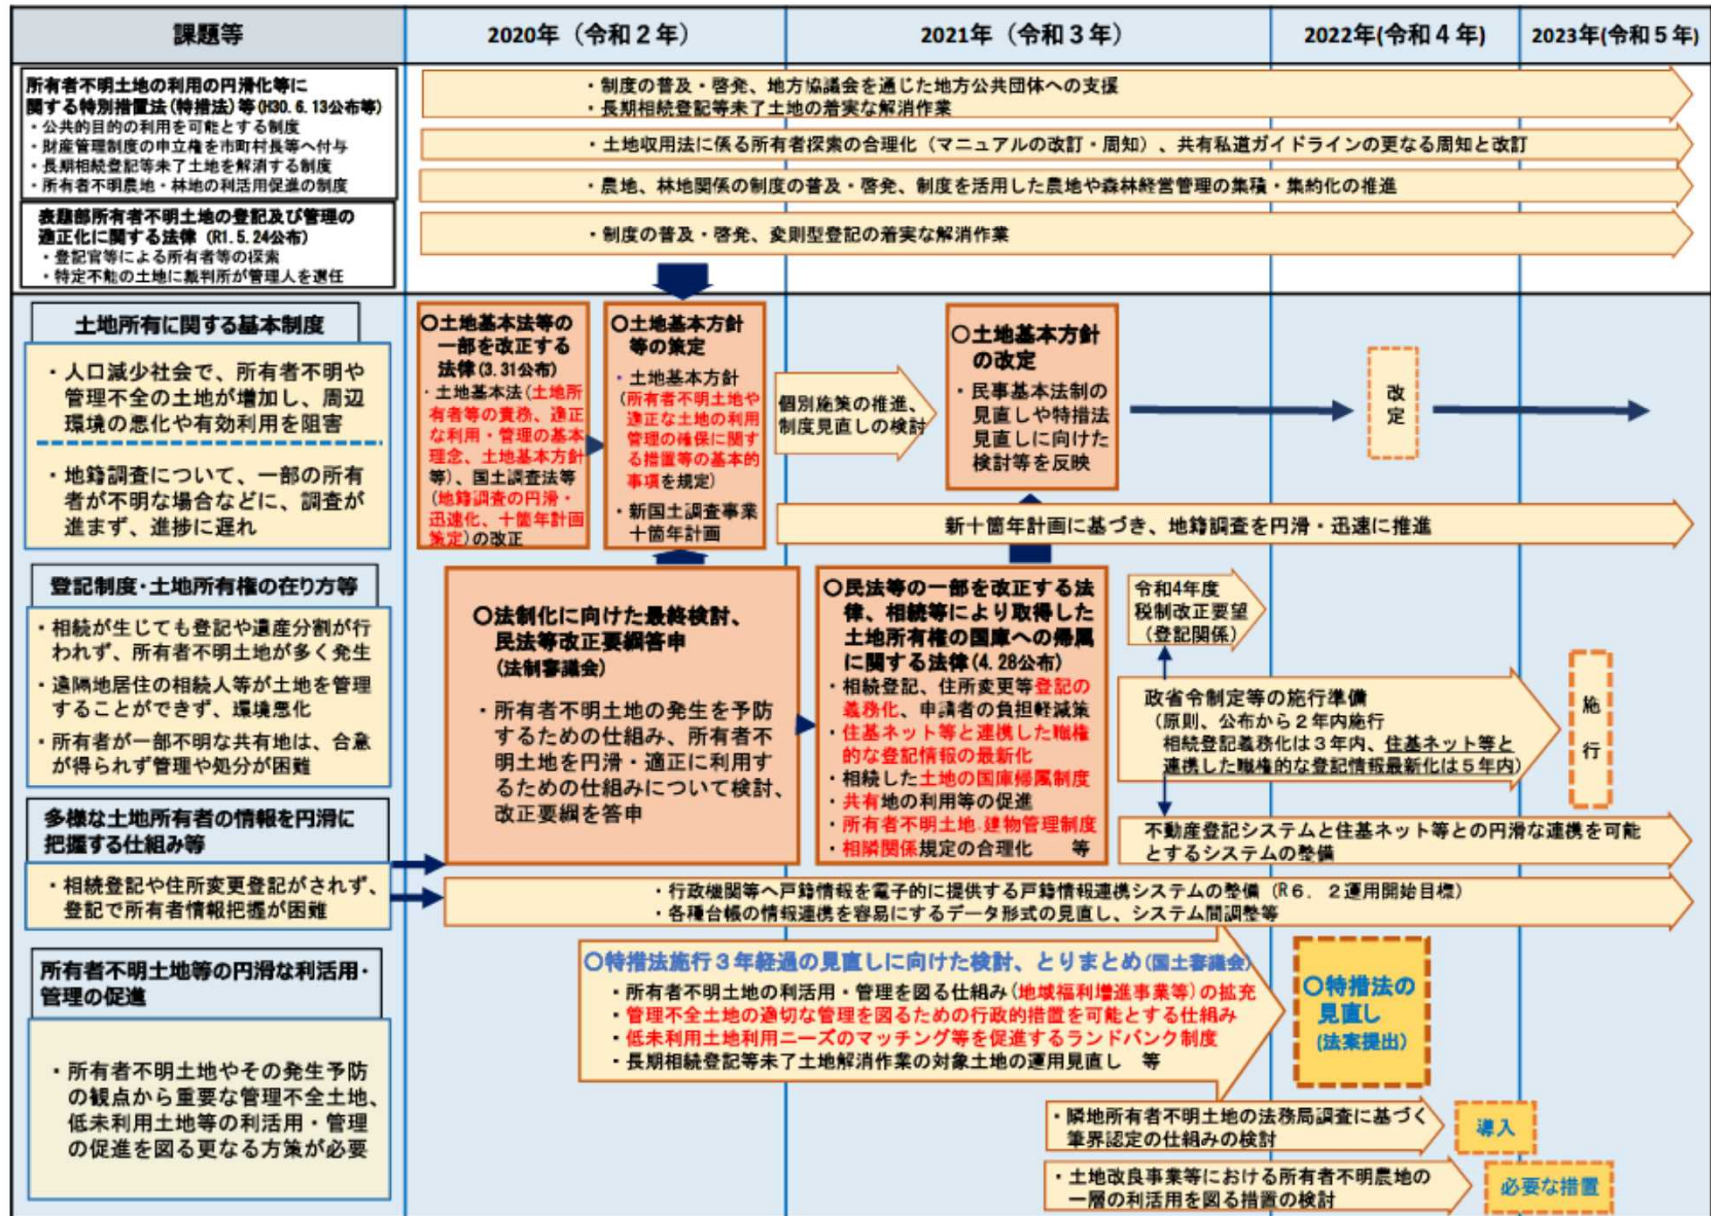 課題等
2020年（令和２年）
2021年（令和３年）
2022年(令和４年)
2023年(令和５年)
所有者不明土地の利用の円滑化等に
関する特別措置法(特措法)等(H30.6.13公布等)
・公共的目的の利用を可能とする制度
・財産管理制度の申立権を市町村長等へ付与
・長期相続登記等未了土地を解消する制度
・所有者不明農地・林地の利活用促進の制度
表題部所有者不明土地の登記及び管理の
適正化に関する法律 (R1.5.24公布)
・登記官等による所有者等の探索
・特定不能の土地に裁判所が管理人を選任
・制度の普及・啓発、地方協議会を通じた地方公共団体への支援
・長期相続登記等未了土地の着実な解消作業
・土地収用法に係る所有者探索の合理化（マニュアルの改訂・周知）、共有私道ガイドラインの更なる周知と改訂
・農地、林地関係の制度の普及・啓発、制度を活用した農地や森林経営管理の集積・集約化の推進
・制度の普及・啓発、変則型登記の着実な解消作業
土地所有に関する基本制度
・人口減少社会で、所有者不明や
管理不全の土地が増加し、周辺
環境の悪化や有効利用を阻害
・地籍調査について、一部の所有
者が不明な場合などに、調査が
進まず、進捗に遅れ
〇土地基本法等の
一部を改正する
法律(3.31公布)
・土地基本法(土地所
有者等の責務、適正
な利用・管理の基本
理念、土地基本方針
等)、国土調査法等
(地籍調査の円滑・
迅速化、十箇年計画
策定)の改正
〇土地基本方針
等の策定
・土地基本方針
(所有者不明土地や
適正な土地の利用
管理の確保に関す
る措置等の基本的
事項を規定)
・新国土調査事業
十箇年計画
個別施策の推進、
制度見直しの検討
〇土地基本方針
の改定
・民事基本法制の
見直しや特措法
見直しに向けた
検討等を反映
改
定
新十箇年計画に基づき、地籍調査を円滑・迅速に推進
登記制度・土地所有権の在り方等
・相続が生じても登記や遺産分割が行
われず、所有者不明土地が多く発生
・遠隔地居住の相続人等が土地を管理
することができず、環境悪化
・所有者が一部不明な共有地は、合意
が得られず管理や処分が困難
〇法制化に向けた最終検討、
民法等改正要綱答申
(法制審議会)
・所有者不明土地の発生を予防
するための仕組み、所有者不
明土地を円滑・適正に利用す
るための仕組みについて検討、
改正要綱を答申
〇民法等の一部を改正する法
律、相続等により取得した
土地所有権の国庫への帰属
に関する法律(4.28公布)
・相続登記、住所変更等登記の
義務化、申請者の負担軽減策
・住基ネット等と連携した職権
的な登記情報の最新化
・相続した土地の国庫帰属制度
・共有地の利用等の促進
・所有者不明土地・建物管理制度
・相隣関係規定の合理化　等
令和4年度
税制改正要望
(登記関係)
政省令制定等の施行準備
(原則、公布から２年内施行
相続登記義務化は３年内、住基ネット等と
連携した職権的な登記情報最新化は５年内)
施
行
不動産登記システムと住基ネット等との円滑な連携を可能
とするシステムの整備
多様な土地所有者の情報を円滑に
把握する仕組み等
・相続登記や住所変更登記がされず、
登記で所有者情報把握が困難
・行政機関等へ戸籍情報を電子的に提供する戸籍情報連携システムの整備（R６．２運用開始目標)
・各種台帳の情報連携を容易にするデータ形式の見直し、システム間調整等
所有者不明土地等の円滑な利活用・
管理の促進
・所有者不明土地やその発生予防
の観点から重要な管理不全土地、
低未利用土地等の利活用・管理
の促進を図る更なる方策が必要
〇特措法施行３年経過の見直しに向けた検討、とりまとめ(国土審議会)
・所有者不明土地の利活用・管理を図る仕組み(地域福利増進事業等)の拡充
・管理不全土地の適切な管理を図るための行政的措置を可能とする仕組み
・低未利用土地利用ニーズのマッチング等を促進するランドバンク制度
・長期相続登記等未了土地解消作業の対象土地の運用見直し　等
〇特措法の
見直し
(法案提出)
・隣地所有者不明土地の法務局調査に基づく
筆界認定の仕組みの検討
導入
・土地改良事業等における所有者不明農地の
一層の利活用を図る措置の検討
必要な措置